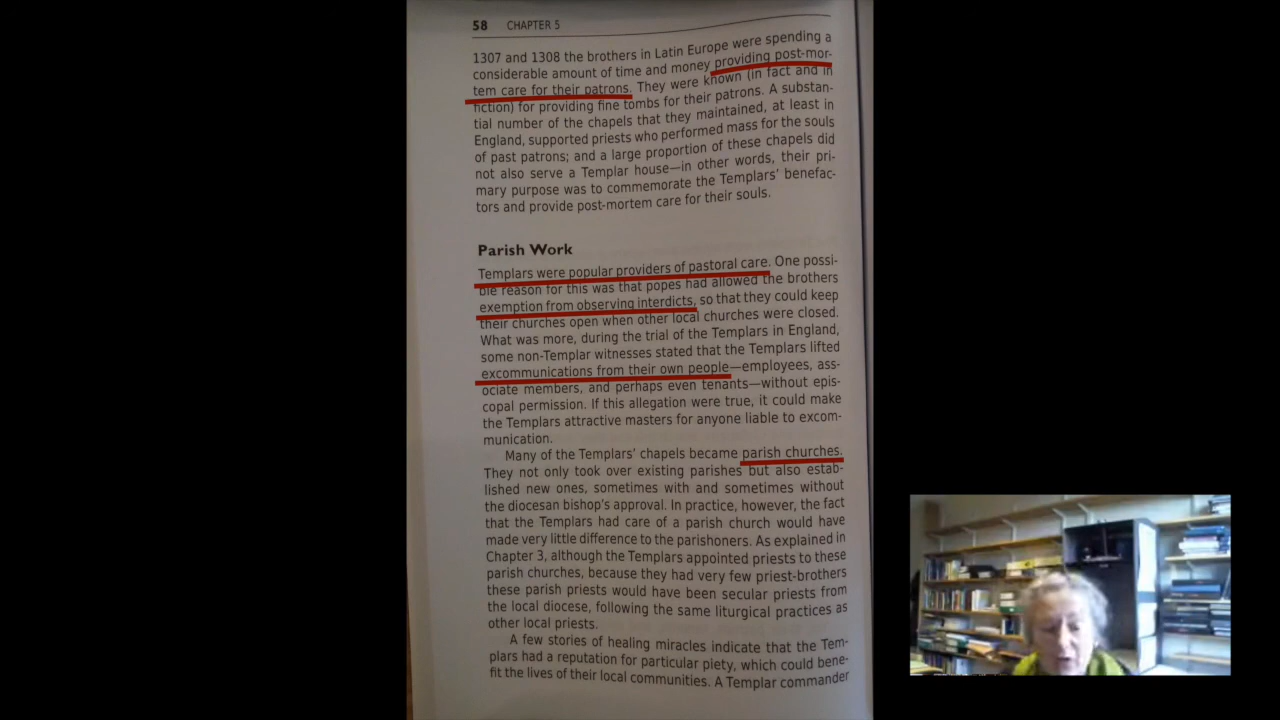 58 CHAPTER 5
1307 and 1308 the brothers in Latin Europe were spending a
considerable amount of time and money providing post-mor-
tem care for their patrons. They were known (in fact and in
fiction) for providing fine tombs for their patrons. A substan-
tial number of the chapels that they maintained, at least in
England, supported priests who performed mass for the souls
of past patrons; and a large proportion of these chapels did
not also serve a Templar house—in other words, their pri-
mary purpose was to commemorate the Templars' benefac-
tors and provide post-mortem care for their souls.
Parish Work
Templars were popular providers of pastoral care. One possi-
ble reason for this was that popes had allowed the brothers
exemption from observing interdicts, so that they could keep
their churches open when other local churches were closed.
What was more, during the trial of the Templars in England,
some non-Templar witnesses stated that the Templars lifted
excommunications from their own people—employees, ass-
ociate members, and perhaps even tenants—without epis-
copal permission. If this allegation were true, it could make
the Templars attractive masters for anyone liable to excom-
munication.
Many of the Templars' chapels became parish churches.
They not only took over existing parishes but also estab-
lished new ones, sometimes with and sometimes without
the diocesan bishop's approval. In practice, however, the fact
that the Templars had care of a parish church would have
made very little difference to the parishoners. As explained in
Chapter 3, although the Templars appointed priests to these
parish churches, because they had very few priest-brothers
these parish priests would have been secular priests from
the local diocese, following the same liturgical practices as
other local priests.
A few stories of healing miracles indicate that the Tem-
plars had a reputation for particular piety, which could bene-
fit the lives of their local communities. A Templar commander